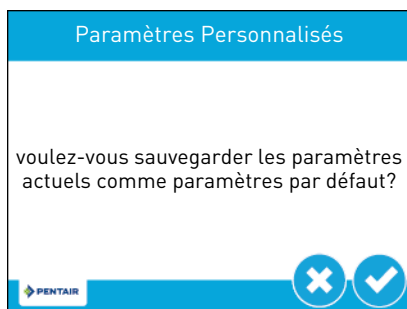 Paramètres Personnalisés
voulez-vous sauvegarder les paramètres
actuels comme paramètres par défaut?
PENTAIR